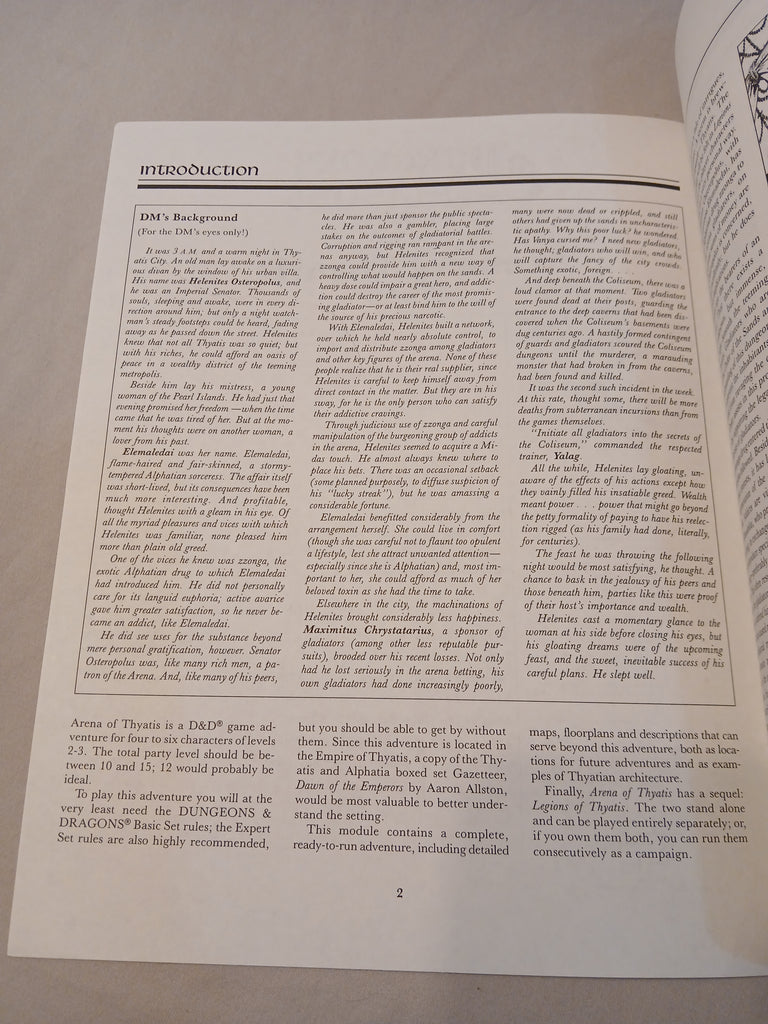 INTRODUCTION
DM's Background
(For the DM's eyes only!)
It was 3 A.M. and a warm night in Thy-
atis City. An old man lay awake on a luxuri-
ous divan by the window of his urban villa.
His name was Helenites Osteropolus, and
he was an Imperial Senator. Thousands of
souls, sleeping and awake, were in every di-
rection around him; but only a night watch-
man's steady footsteps could be heard, fading
away as he passed down the street. Helenites
knew that not all Thyatis was so quiet; but
with his riches, he could afford an oasis of
peace in a wealthy district of the teeming
metropolis.
Beside him lay his mistress, a young
woman of the Pearl Islands. He had just that
evening promised her freedom—when the time
came that he was tired of her. But at the mo-
ment his thoughts were on another woman, a
lover from his past.
Elemaledai was her name. Elemaledai,
flame-haired and fair-skinned, a stormy-
tempered Alphatian sorceress. The affair itself
was short-lived, but its consequences have been
much more interesting. And profitable,
thought Helenites with a gleam in his eye. Of
all the myriad pleasures and vices with which
Helenites was familiar, none pleased him
more than plain old greed.
One of the vices he knew was zzonga, the
exotic Alphatian drug to which Elemaledai
had introduced him. He did not personally
care for its languid euphoria; active avarice
gave him greater satisfaction, so he never be-
came an addict, like Elemaledai.
He did see uses for the substance beyond
mere personal gratification, however. Senator
Osteropolus was, like many rich men, a pa-
tron of the Arena. And, like many of his peers,
he did more than just sponsor the public specta-
cles. He was also a gambler, placing large
stakes on the outcomes of gladiatorial battles.
Corruption and rigging ran rampant in the are-
nas anyway, but Helenites recognized that
zzonga could provide him with a new way of
controlling what would happen on the sands. A
heavy dose could impair a great hero, and addic-
tion could destroy the career of the most promis-
ing gladiator—or at least bind him to the will of
the source of his precious narcotic.
With Elemaledai, Helenites built a network,
over which he held nearly absolute control, to
import and distribute zzonga among gladiators
and other key figures of the arena. None of these
people realize that he is their real supplier, since
Helenites is careful to keep himself away from
direct contact in the matter. But they are in his
sway, for he is the only person who can satisfy
their addictive cravings.
Through judicious use of zzonga and careful
manipulation of the burgeoning group of addicts
in the arena, Helenites seemed to acquire a Mi-
das touch. He almost always knew where to
place his bets. There was an occasional setback
(some planned purposely, to diffuse suspicion of
his "lucky streak"), but he was amassing a
considerable fortune.
Elemaledai benefitted considerably from the
arrangement herself. She could live in comfort
(though she was careful not to flaunt too opulent
a lifestyle, lest she attract unwanted attention—
especially since she is Alphatian) and, most im-
portant to her, she could afford as much of her
beloved toxin as she had the time to take.
Elsewhere in the city, the machinations of
Helenites brought considerably less happiness.
Maximitus Chrystatarius, a sponsor of
gladiators (among other less reputable pur-
suits), brooded over his recent losses. Not only
had he lost seriously in the arena betting, his
own gladiators had done increasingly poorly,
many were now dead or crippled, and still
others had given up the sands in uncharacteris-
tic apathy. Why this poor luck? he wondered.
Has Vanya cursed me? I need new gladiators,
he thought; gladiators who will win, and who
will capture the fancy of the city crowds.
Something exotic, foreign. . . .
And deep beneath the Coliseum, there was a
loud clamor at that moment. Two gladiators
were found dead at their posts, guarding the
entrance to the deep caverns that had been dis-
covered when the Coliseum's basements were
dug centuries ago. A hastily formed contingent
of guards and gladiators scoured the Coliseum
dungeons until the murderer, a marauding
monster that had broken in from the caverns,
had been found and killed.
It was the second such incident in the week.
At this rate, thought some, there will be more
deaths from subterranean incursions than from
the games themselves.
"Initiate all gladiators into the secrets of
the Coliseum," commanded the respected
trainer, Yalag.
All the while, Helenites lay gloating, un-
aware of the effects of his actions except how
they vainly filled his insatiable greed. Wealth
meant power . . . power that might go beyond
the petty formality of paying to have his reelec-
tion rigged (as his family had done, literally,
for centuries).
The feast he was throwing the following
night would be most satisfying, he thought. A
chance to bask in the jealousy of his peers and
those beneath him, parties like this were proof
of their host's importance and wealth.
Helenites cast a momentary glance to the
woman at his side before closing his eyes, but
his gloating dreams were of the upcoming
feast, and the sweet, inevitable success of his
careful plans. He slept well.
Arena of Thyatis is a D&D® game ad-
venture for four to six characters of levels
2-3. The total party level should be be-
tween 10 and 15; 12 would probably be
ideal.
To play this adventure you will at the
very least need the DUNGEONS &
DRAGONS® Basic Set rules; the Expert
Set rules are also highly recommended,
but you should be able to get by without
them. Since this adventure is located in
the Empire of Thyatis, a copy of the Thy-
atis and Alphatia boxed set Gazetteer,
Dawn of the Emperors by Aaron Allston,
would be most valuable to better under-
stand the setting.
This module contains a complete,
ready-to-run adventure, including detailed
maps, floorplans and descriptions that can
serve beyond this adventure, both as loca-
tions for future adventures and as exam-
ples of Thyatian architecture.
Finally, Arena of Thyatis has a sequel:
Legions of Thyatis. The two stand alone
and can be played entirely separately; or,
if you own them both, you can run them
consecutively as a campaign.
2